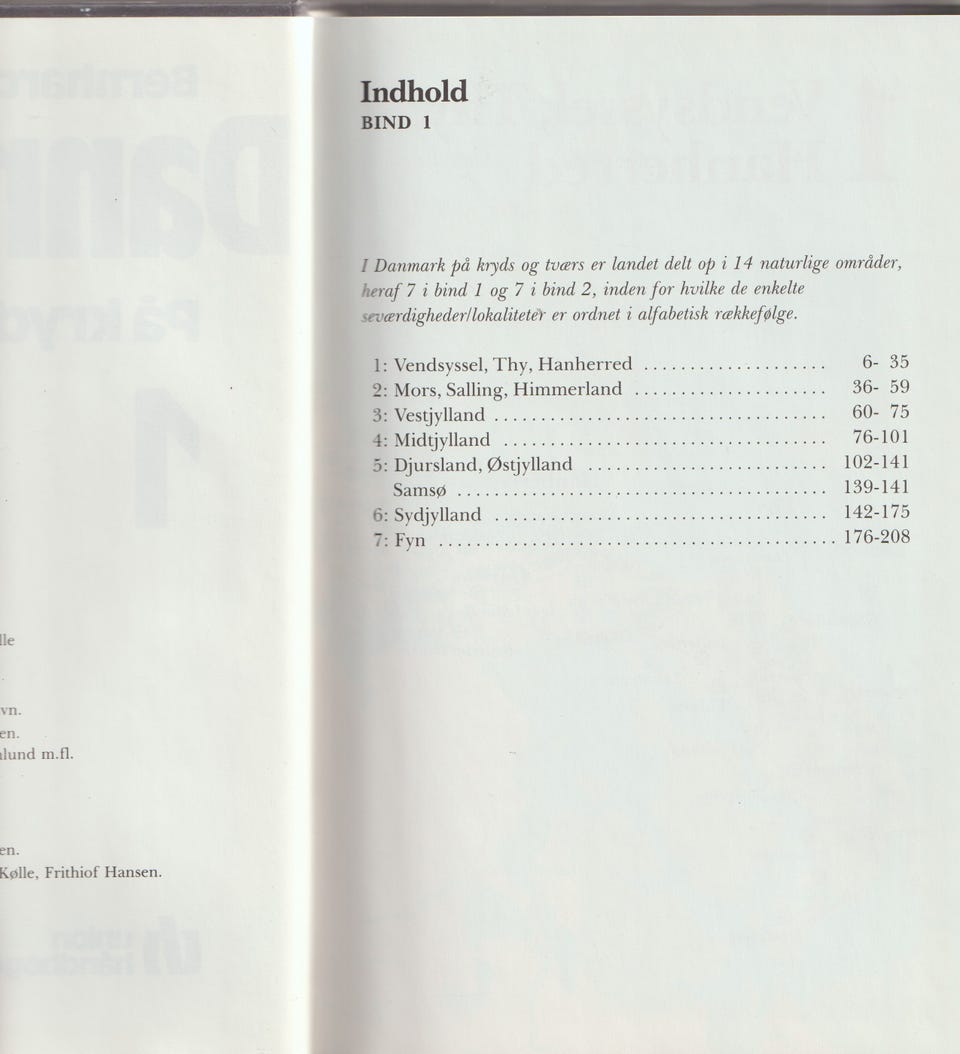 lle
vn.
en.
lund m.fl.
en.
Kølle, Frithiof Hansen.
Indhold
BIND 1
I Danmark på kryds og tværs er landet delt op i 14 naturlige områder,
heraf 7 i bind 1 og 7 i bind 2, inden for hvilke de enkelte
seværdigheder/lokaliteter er ordnet i alfabetisk rækkefølge.
1: Vendsyssel, Thy, Hanherred .................... 6- 35
2: Mors, Salling, Himmerland ..................... 36- 59
3: Vestjylland .................................... 60- 75
4: Midtjylland ................................... 76-101
5: Djursland, Østjylland .......................... 102-141
Samsø ........................................ 139-141
6: Sydjylland .................................... 142-175
7: Fyn ........................................... 176-208